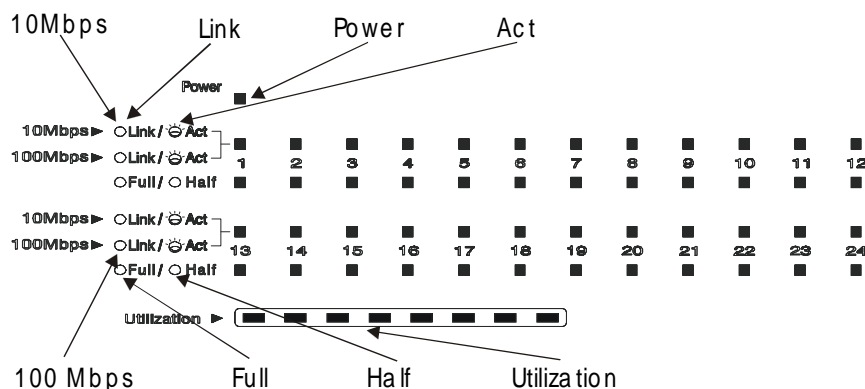 10Mbps Link Power Act
Power
10Mbps► Link / Act
100Mbps► Link / Act
1 2 3 4 5 6 7 8 9 10 11 12
Full / Half
10Mbps► Link / Act
100Mbps► Link / Act
13 14 15 16 17 18 19 20 21 22 23 24
Full / Half
Utilization ►
100 Mbps Full Half Utilization